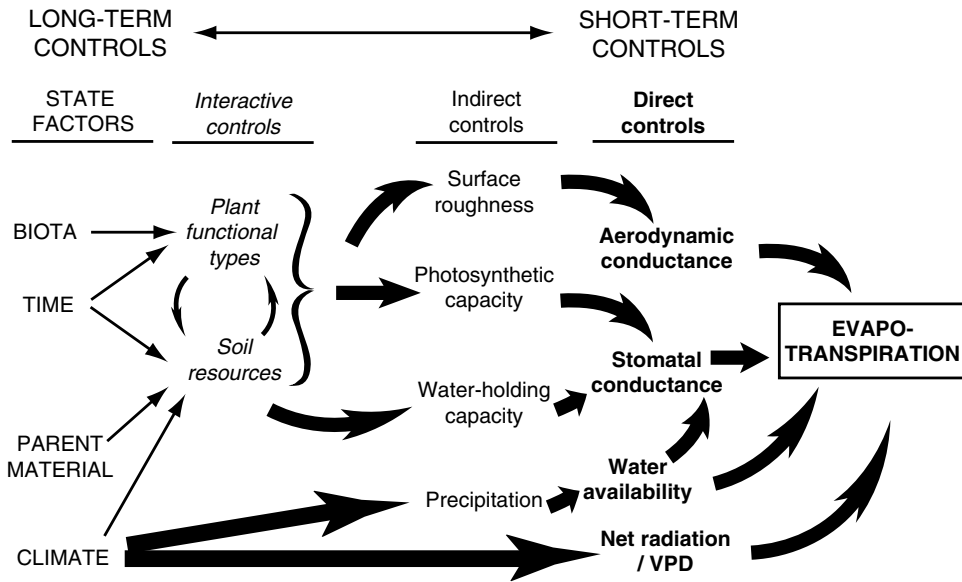 LONG-TERM
CONTROLS
SHORT-TERM
CONTROLS
STATE
FACTORS
Interactive
controls
Indirect
controls
Direct
controls
BIOTA
TIME
PARENT
MATERIAL
CLIMATE
Plant
functional
types
Soil
resources
Surface
roughness
Photosynthetic
capacity
Water-holding
capacity
Precipitation
Aerodynamic
conductance
Stomatal
conductance
Water
availability
Net radiation
/ VPD
EVAPO-
TRANSPIRATION